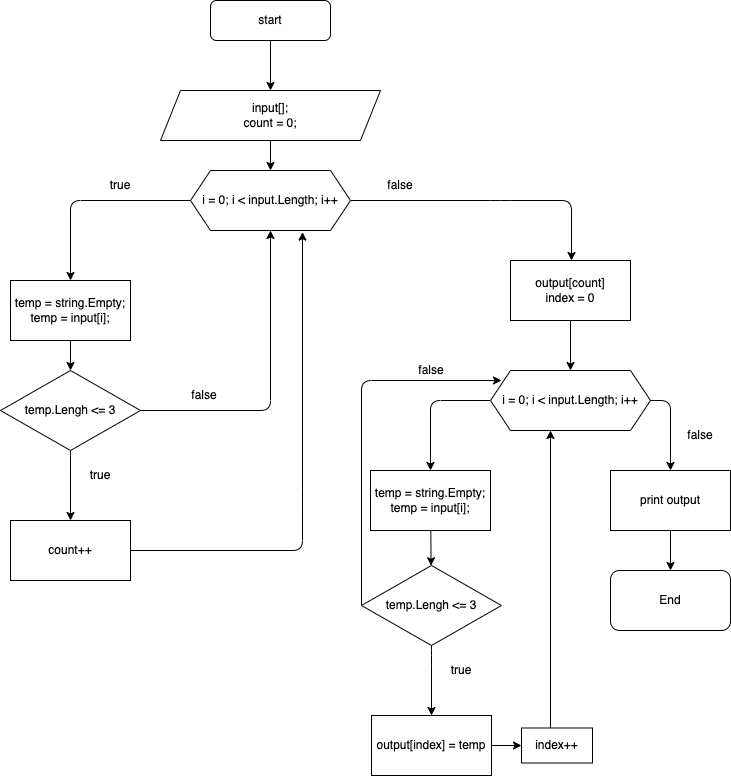 start
input[];
count = 0;
true
false
i = 0; i < input.Length; i++
temp = string.Empty;
temp = input[i];
output[count]
index = 0
temp.Lengh <= 3
false
true
count++
false
i = 0; i < input.Length; i++
false
temp = string.Empty;
temp = input[i];
print output
temp.Lengh <= 3
End
true
output[index] = temp
index++